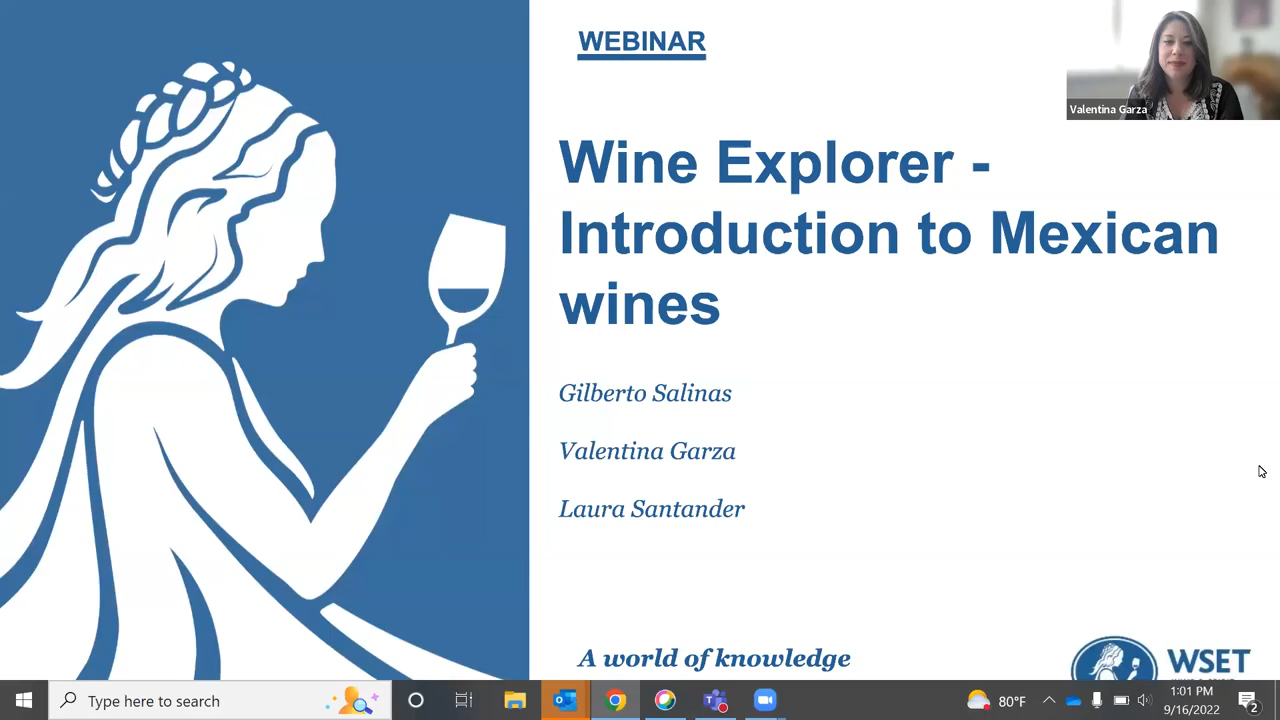 WEBINAR
Valentina Garza
Wine Explorer -
Introduction to Mexican
wines
Gilberto Salinas
Valentina Garza
Laura Santander
A world of knowledge
WSET
Type here to search
80°F
1:01 PM
9/16/2022
2